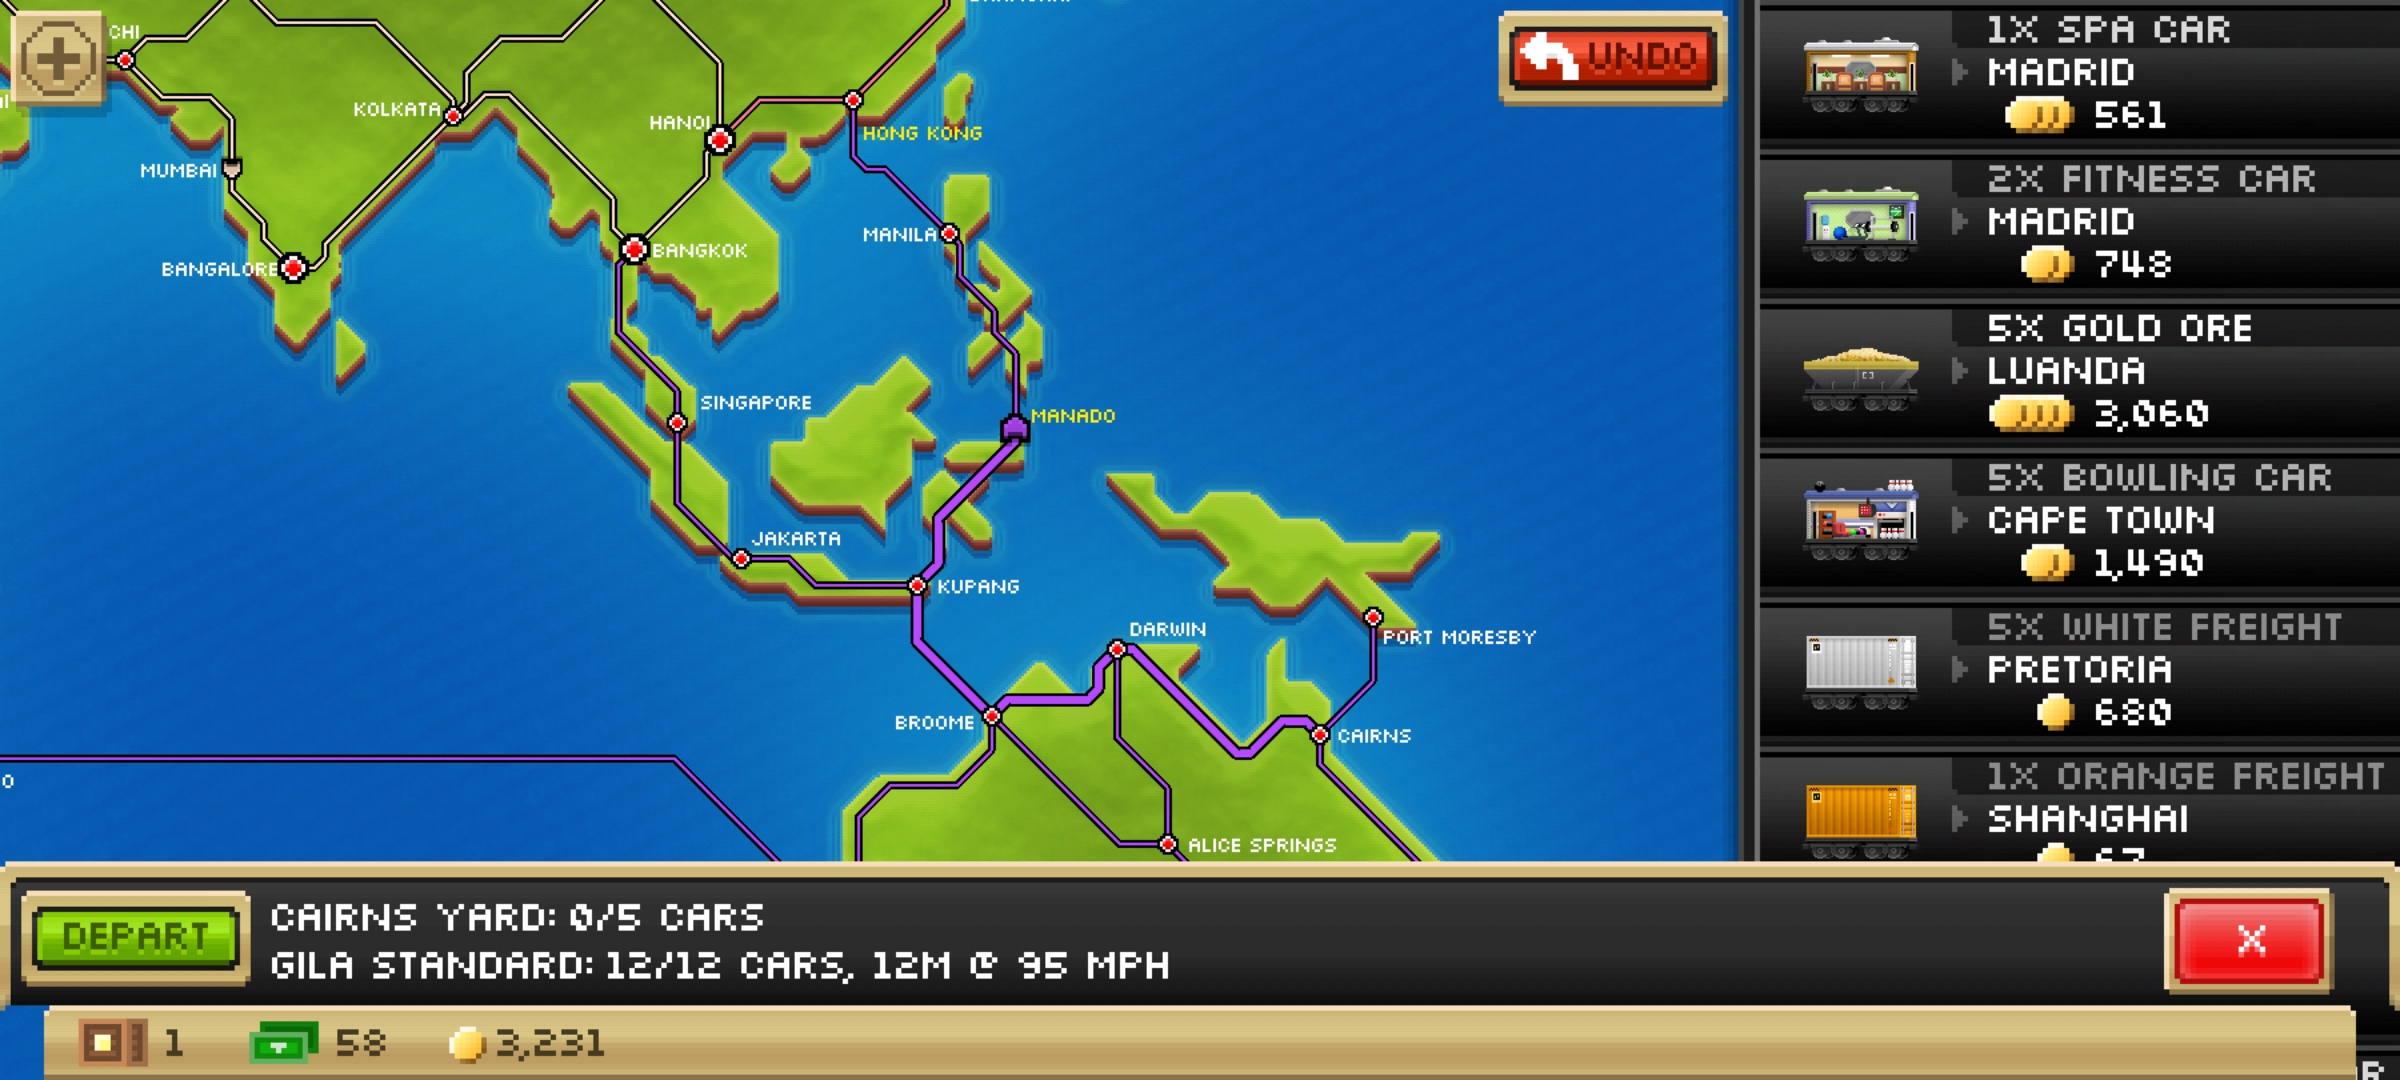 CHI
KOLKATA
HANOI
HONG KONG
MUMBAI
MANILA
BANGKOK
BANGALORE
SINGAPORE
MANADO
JAKARTA
KUPANG
DARWIN
PORT MORESBY
BROOME
CAIRNS
ALICE SPRINGS
UNDO
1X SPA CAR
MADRID
561
2X FITNESS CAR
MADRID
748
5X GOLD ORE
LUANDA
3,060
5X BOWLING CAR
CAPE TOWN
1,490
5X WHITE FREIGHT
PRETORIA
680
1X ORANGE FREIGHT
SHANGHAI
67
DEPART
CAIRNS YARD: 0/5 CARS
GILA STANDARD: 12/12 CARS, 12M @ 95 MPH
X
1
58
3,231